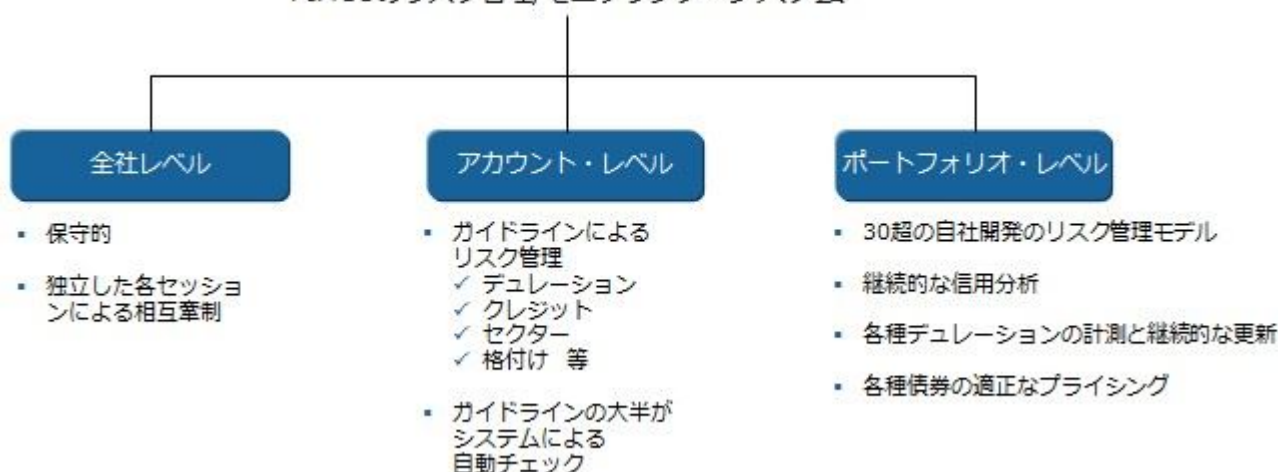 全社レベル
保守的
独立した各セッショ
ンによる相互牽制
アカウント・レベル
ガイドラインによる
リスク管理
✓ デュレーション
✓ クレジット
✓ セクター
✓ 格付け 等
ガイドラインの大半が
システムによる
自動チェック
ポートフォリオ・レベル
30超の自社開発のリスク管理モデル
継続的な信用分析
各種デュレーションの計測と継続的な更新
各種債券の適正なプライシング